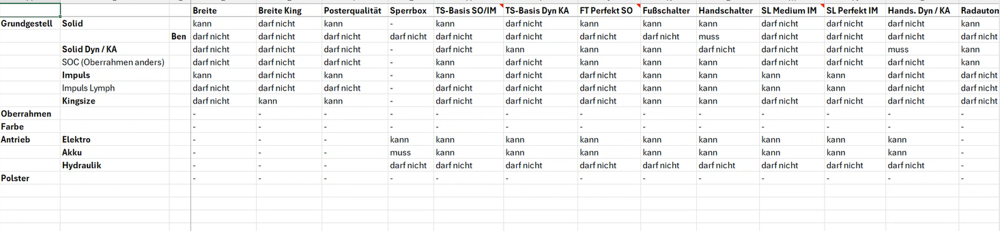 Breite Breite King Posterqualität Sperrbox TS-Basis SO/IM TS-Basis Dyn KA FT Perfekt SO Fußschalter Handschalter SL Medium IM SL Perfekt IM Hands. Dyn / KA Radauton
Grundgestell Solid kann darf nicht kann - kann darf nicht kann kann kann darf nicht darf nicht darf nicht kann
Ben darf nicht darf nicht darf nicht darf nicht darf nicht darf nicht darf nicht darf nicht muss darf nicht darf nicht darf nicht darf nicht
Solid Dyn / KA darf nicht darf nicht darf nicht - darf nicht kann kann kann darf nicht darf nicht darf nicht muss kann
SOC (Oberrahmen anders) darf nicht darf nicht darf nicht - kann darf nicht kann kann kann darf nicht darf nicht darf nicht kann
Impuls kann darf nicht kann - kann darf nicht darf nicht kann kann kann kann darf nicht darf nicht
Impuls Lymph darf nicht darf nicht darf nicht - darf nicht darf nicht darf nicht kann kann kann kann darf nicht darf nicht
Kingsize darf nicht kann kann - darf nicht darf nicht darf nicht kann kann darf nicht darf nicht darf nicht darf nicht
Oberrahmen - - - - - - - - - - - - -
Farbe - - - - - - - - - - - - -
Antrieb Elektro - - - kann kann kann kann kann kann kann kann kann -
Akku - - - muss kann kann kann kann kann kann kann kann -
Hydraulik - - - darf nicht darf nicht darf nicht darf nicht darf nicht darf nicht darf nicht darf nicht darf nicht -
Polster - - - - - - - - - - - - -